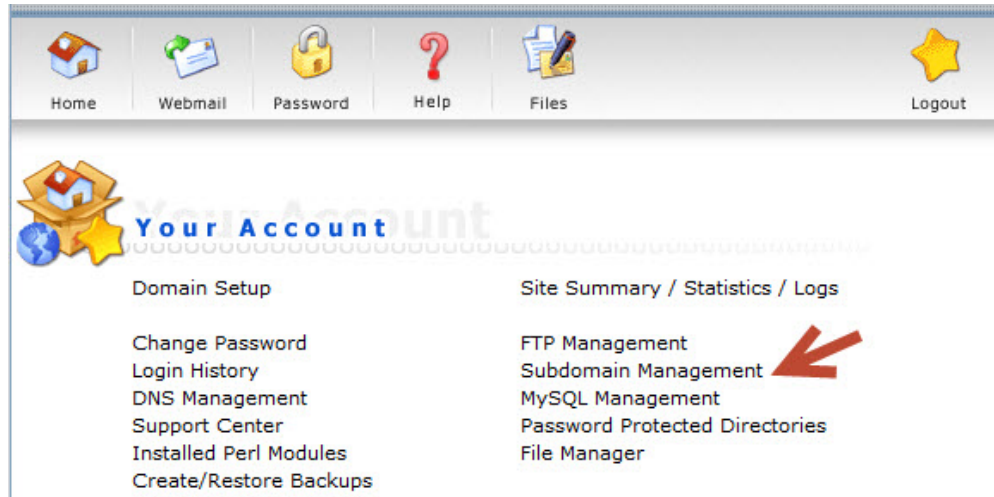 Home Webmail Password Help Files Logout
Your Account
Domain Setup
Change Password
Login History
DNS Management
Support Center
Installed Perl Modules
Create/Restore Backups
Site Summary / Statistics / Logs
FTP Management
Subdomain Management
MySQL Management
Password Protected Directories
File Manager